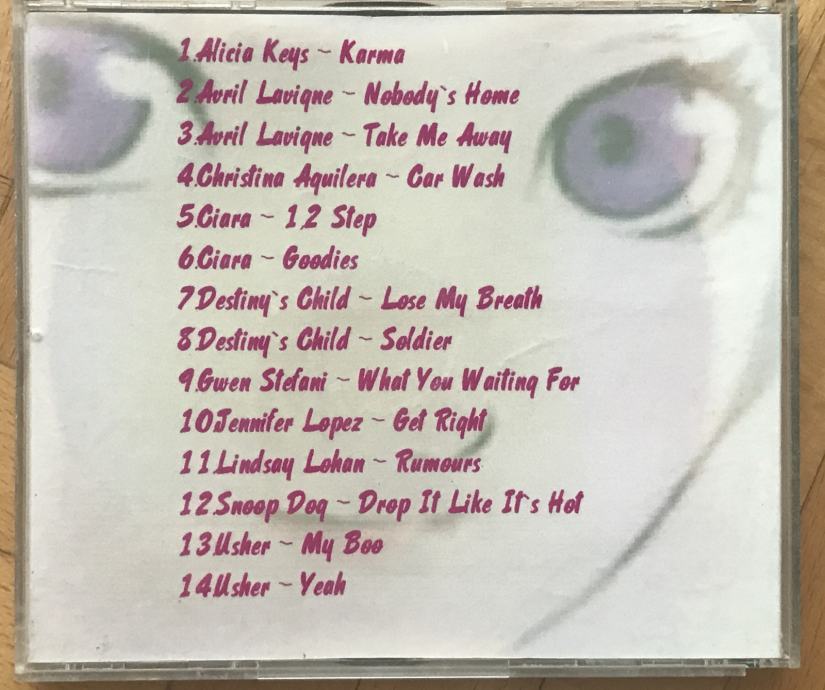 1.Alicia Keys ~ Karma
2.Avril Lavigne ~ Nobody`s Home
3.Avril Lavigne ~ Take Me Away
4.Christina Aquilera ~ Car Wash
5.Ciara ~ 1,2 Step
6.Ciara ~ Goodies
7.Destiny`s Child ~ Lose My Breath
8.Destiny`s Child ~ Soldier
9.Gwen Stefani ~ What You Waiting For
10.Jennifer Lopez ~ Get Right
11.Lindsay Lohan ~ Rumours
12.Snoop Dog ~ Drop It Like It`s Hot
13.Usher ~ My Boo
14.Usher ~ Yeah